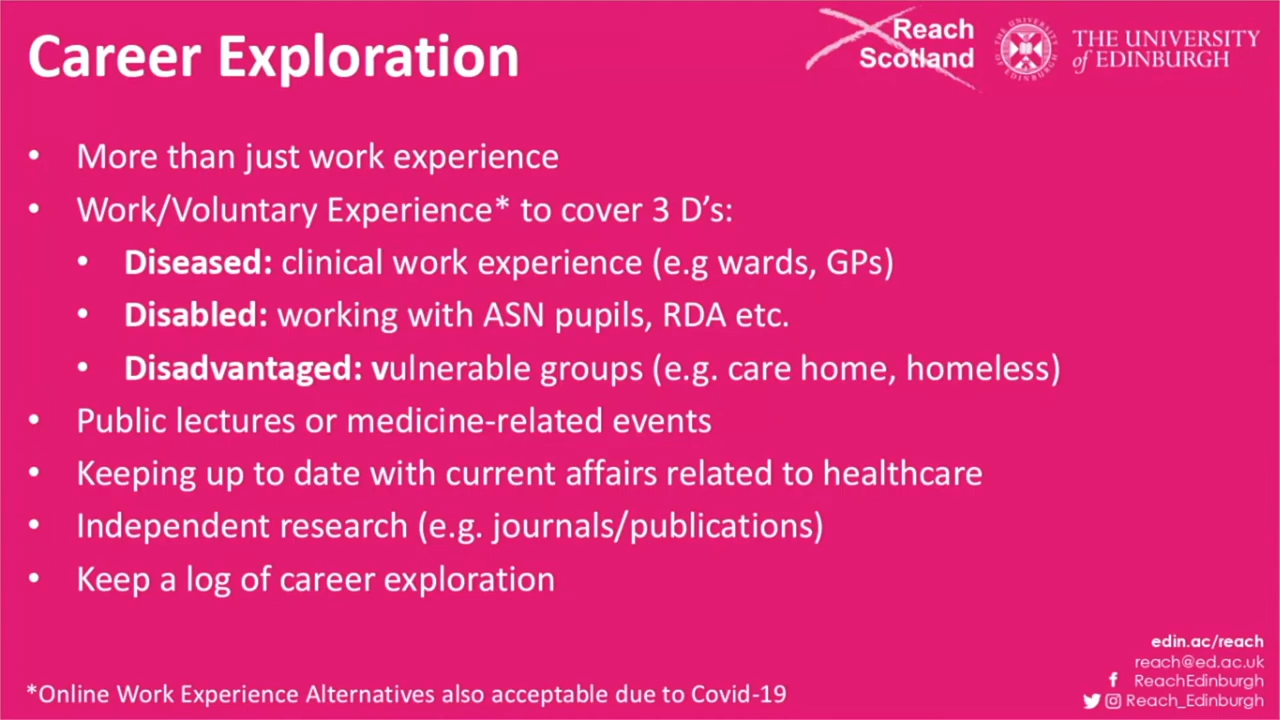 Career Exploration
Reach
Scotland
THE UNIVERSITY
of EDINBURGH
• More than just work experience
• Work/Voluntary Experience* to cover 3 D's:
• Diseased: clinical work experience (e.g wards, GPs)
• Disabled: working with ASN pupils, RDA etc.
• Disadvantaged: vulnerable groups (e.g. care home, homeless)
• Public lectures or medicine-related events
• Keeping up to date with current affairs related to healthcare
• Independent research (e.g. journals/publications)
• Keep a log of career exploration
*Online Work Experience Alternatives also acceptable due to Covid-19
edin.ac/reach
reach@ed.ac.uk
ReachEdinburgh
Reach_Edinburgh